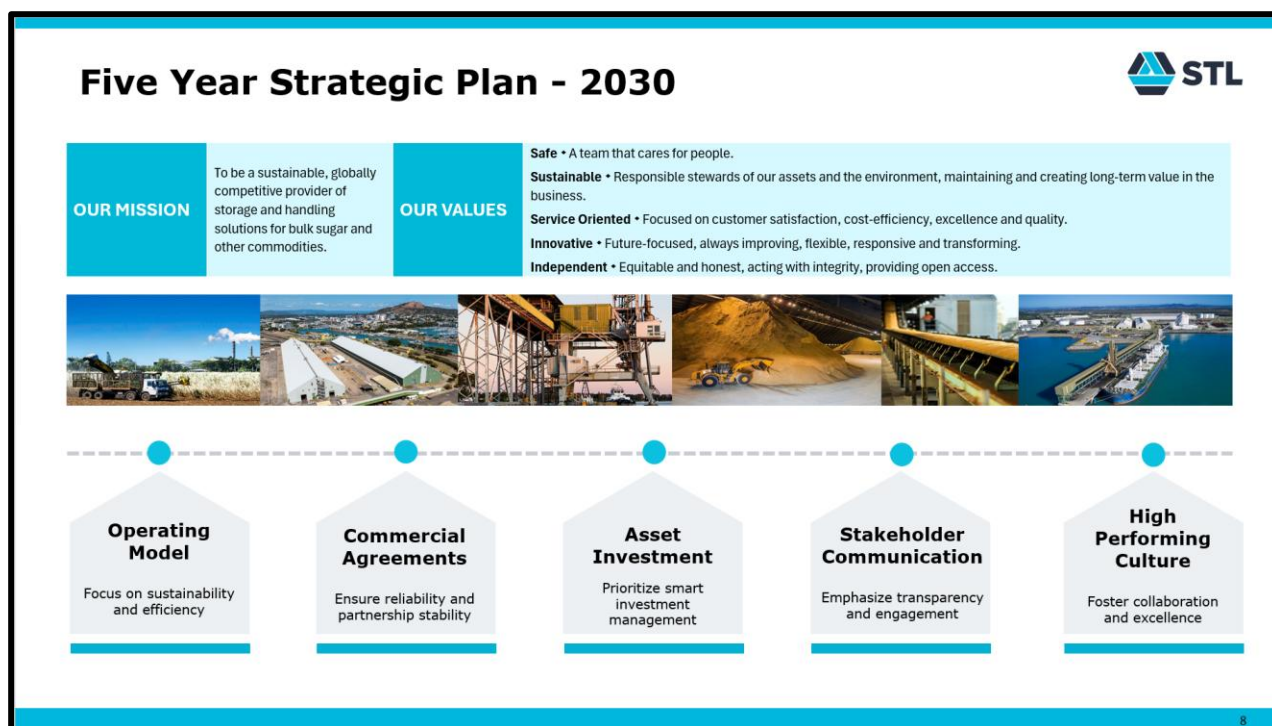 Five Year Strategic Plan - 2030
STL
OUR MISSION
To be a sustainable, globally
competitive provider of
storage and handling
solutions for bulk sugar and
other commodities.
OUR VALUES
Safe • A team that cares for people.
Sustainable • Responsible stewards of our assets and the environment, maintaining and creating long-term value in the
business.
Service Oriented • Focused on customer satisfaction, cost-efficiency, excellence and quality.
Innovative • Future-focused, always improving, flexible, responsive and transforming.
Independent • Equitable and honest, acting with integrity, providing open access.
Operating
Model
Focus on sustainability
and efficiency
Commercial
Agreements
Ensure reliability and
partnership stability
Asset
Investment
Prioritize smart
investment
management
Stakeholder
Communication
Emphasize transparency
and engagement
High
Performing
Culture
Foster collaboration
and excellence
8